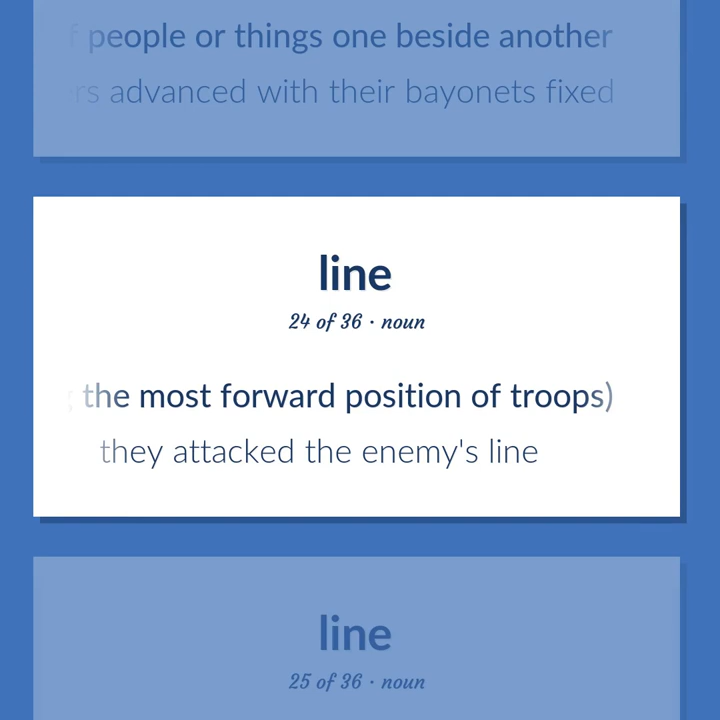 people or things one beside another
advanced with their bayonets fixed
line
24 of 36 · noun
the most forward position of troops)
they attacked the enemy's line
line
25 of 36 · noun